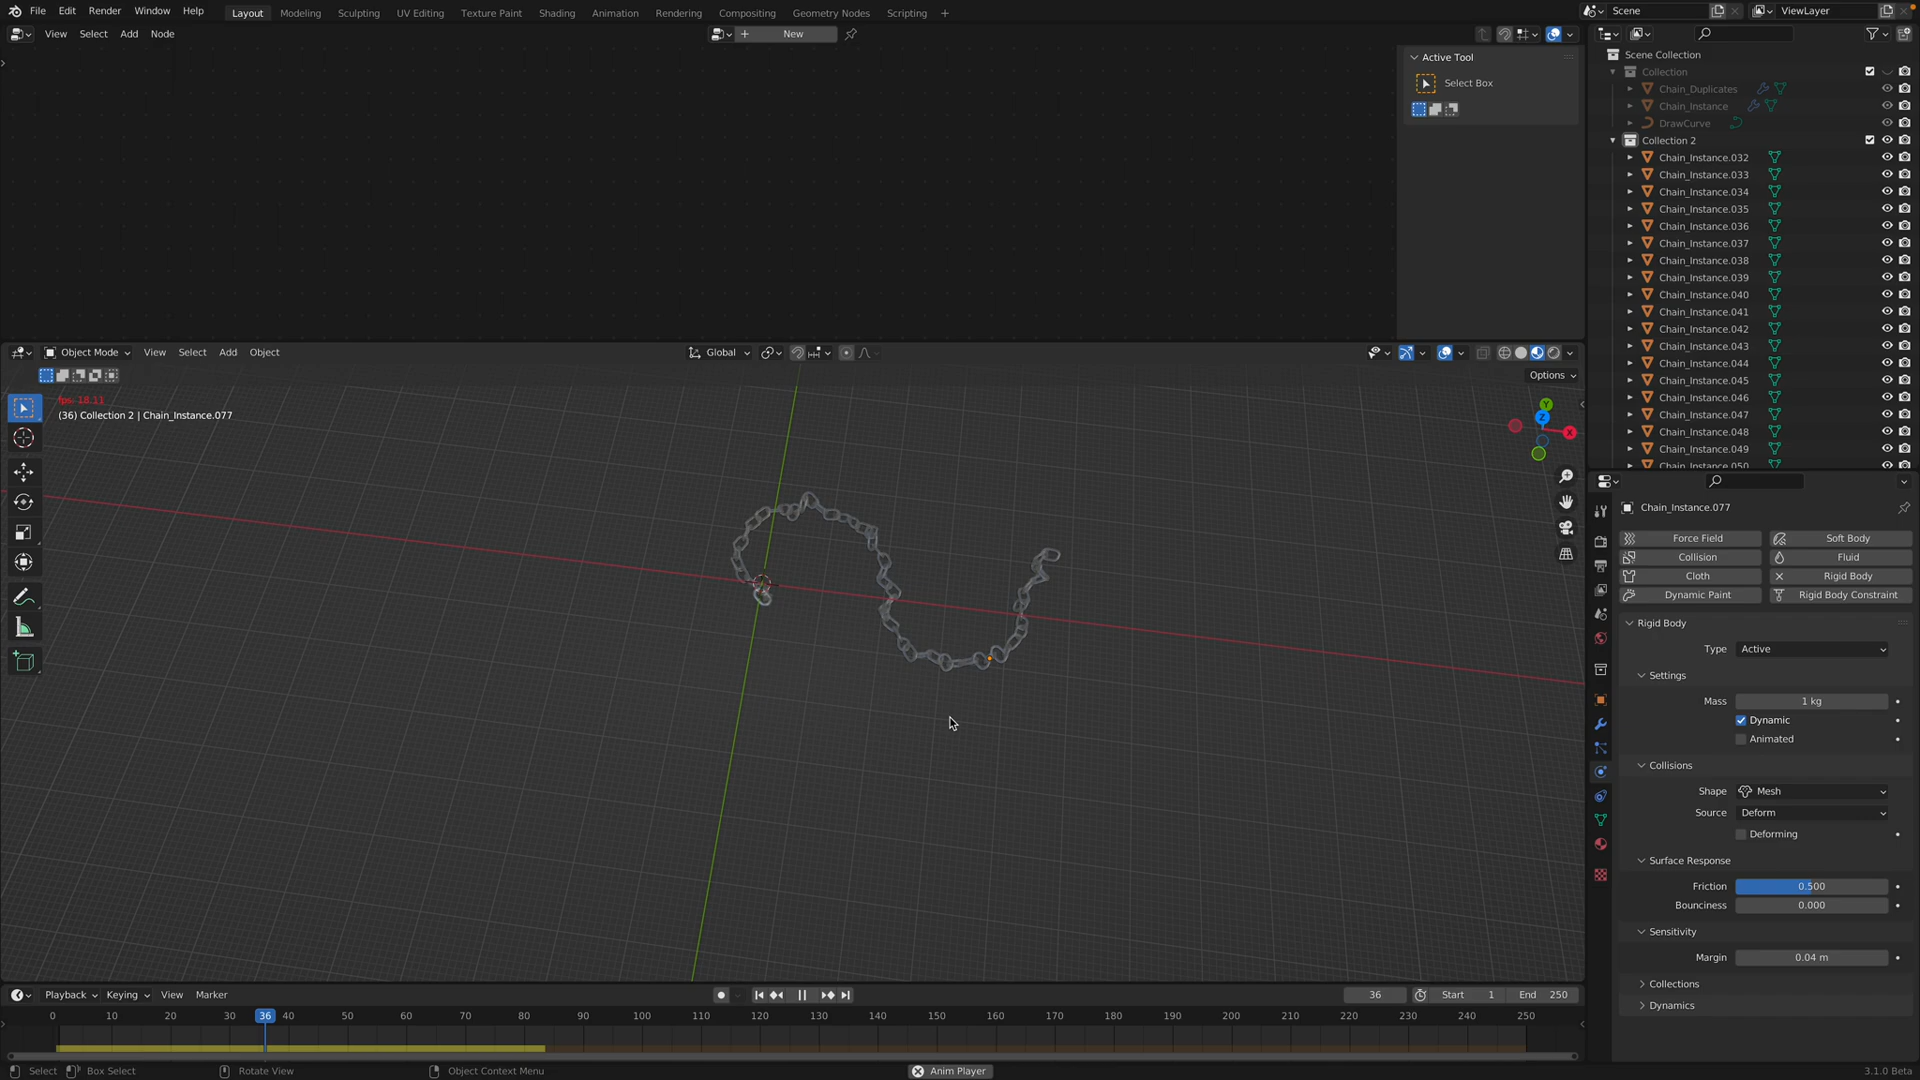 File Edit Render Window Help Layout Modeling Sculpting UV Editing Texture Paint Shading Animation Rendering Compositing Geometry Nodes Scripting + Scene ViewLayer
View Select Add Node + New
Active Tool
Select Box
Scene Collection
Collection
Chain_Duplicates
Chain_Instance
DrawCurve
Collection 2
Chain_Instance.032
Chain_Instance.033
Chain_Instance.034
Chain_Instance.035
Chain_Instance.036
Chain_Instance.037
Chain_Instance.038
Chain_Instance.039
Chain_Instance.040
Chain_Instance.041
Chain_Instance.042
Chain_Instance.043
Chain_Instance.044
Chain_Instance.045
Chain_Instance.046
Chain_Instance.047
Chain_Instance.048
Chain_Instance.049
Chain_Instance.050
Object Mode View Select Add Object Global
Options
fps: 18.11
(36) Collection 2 | Chain_Instance.077
Y
Z
X
Chain_Instance.077
Force Field Soft Body
Collision Fluid
Cloth Rigid Body
Dynamic Paint Rigid Body Constraint
Rigid Body
Type Active
Settings
Mass 1 kg
Dynamic
Animated
Collisions
Shape Mesh
Source Deform
Deforming
Surface Response
Friction 0.500
Bounciness 0.000
Sensitivity
Margin 0.04 m
Collections
Dynamics
Playback Keying View Marker 36 Start 1 End 250
0 10 20 30 36 40 50 60 70 80 90 100 110 120 130 140 150 160 170 180 190 200 210 220 230 240 250
Select Box Select Rotate View Object Context Menu Anim Player 3.1.0 Beta